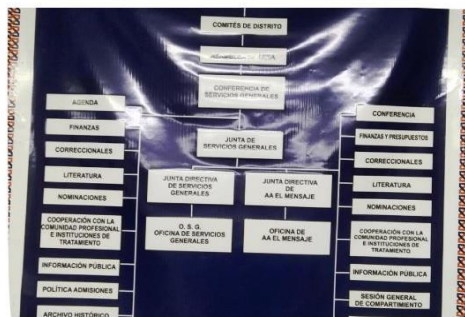 COMITÉS DE DISTRITO
CONFERENCIA DE
SERVICIOS GENERALES
JUNTA DE
SERVICIOS GENERALES
JUNTA DIRECTIVA
DE SERVICIOS
GENERALES
JUNTA DIRECTIVA
DE
AA EL MENSAJE
O. S. G.
OFICINA DE SERVICIOS
GENERALES
OFICINA DE
AA EL MENSAJE
AGENDA
FINANZAS
CORRECCIONALES
LITERATURA
NOMINACIONES
COOPERACIÓN CON LA
COMUNIDAD PROFESIONAL
E INSTITUCIONES DE
TRATAMIENTO
INFORMACIÓN PÚBLICA
POLÍTICA ADMISIONES
ARCHIVO HISTÓRICO
CONFERENCIA
FINANZAS Y PRESUPUESTOS
CORRECCIONALES
LITERATURA
NOMINACIONES
COOPERACIÓN CON LA
COMUNIDAD PROFESIONAL
E INSTITUCIONES DE
TRATAMIENTO
INFORMACIÓN PÚBLICA
SESIÓN GENERAL
DE COMPARTIMIENTO